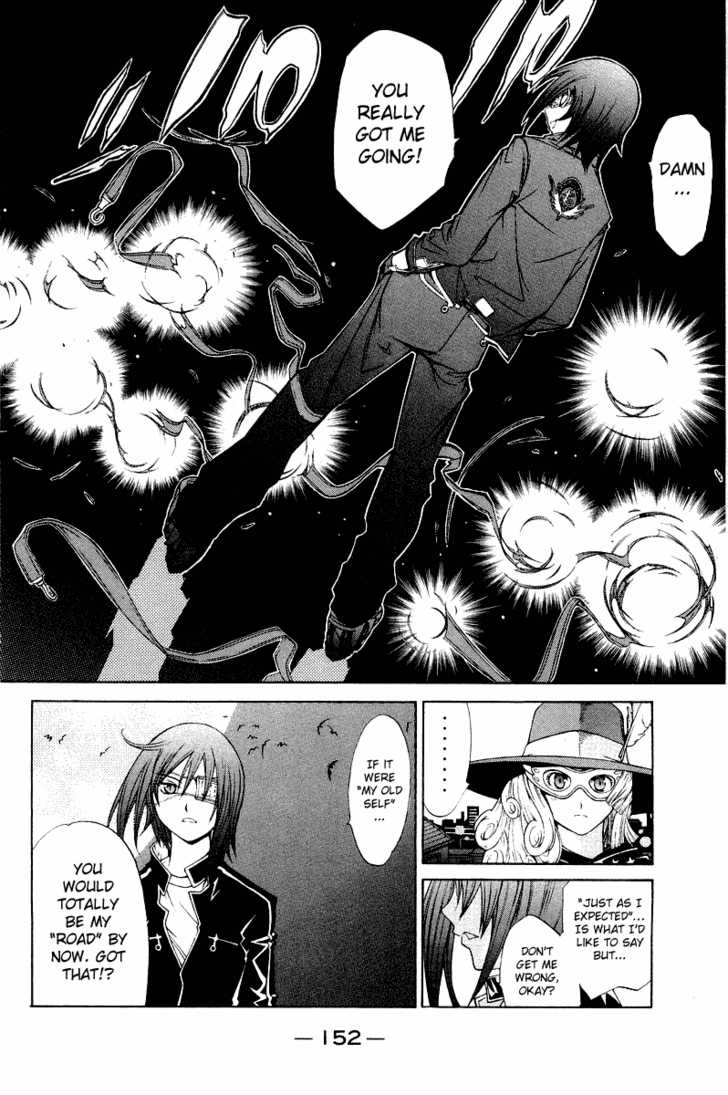 DAMN
...
YOU
REALLY
GOT ME
GOING!
......
"JUST AS I
EXPECTED"...
IS WHAT I'D
LIKE TO SAY
BUT...
DON'T
GET ME
WRONG,
OKAY?
IF IT
WERE
"MY OLD
SELF"
...
YOU
WOULD
TOTALLY
BE MY
"ROAD" BY
NOW. GOT
THAT!?
— 152 —